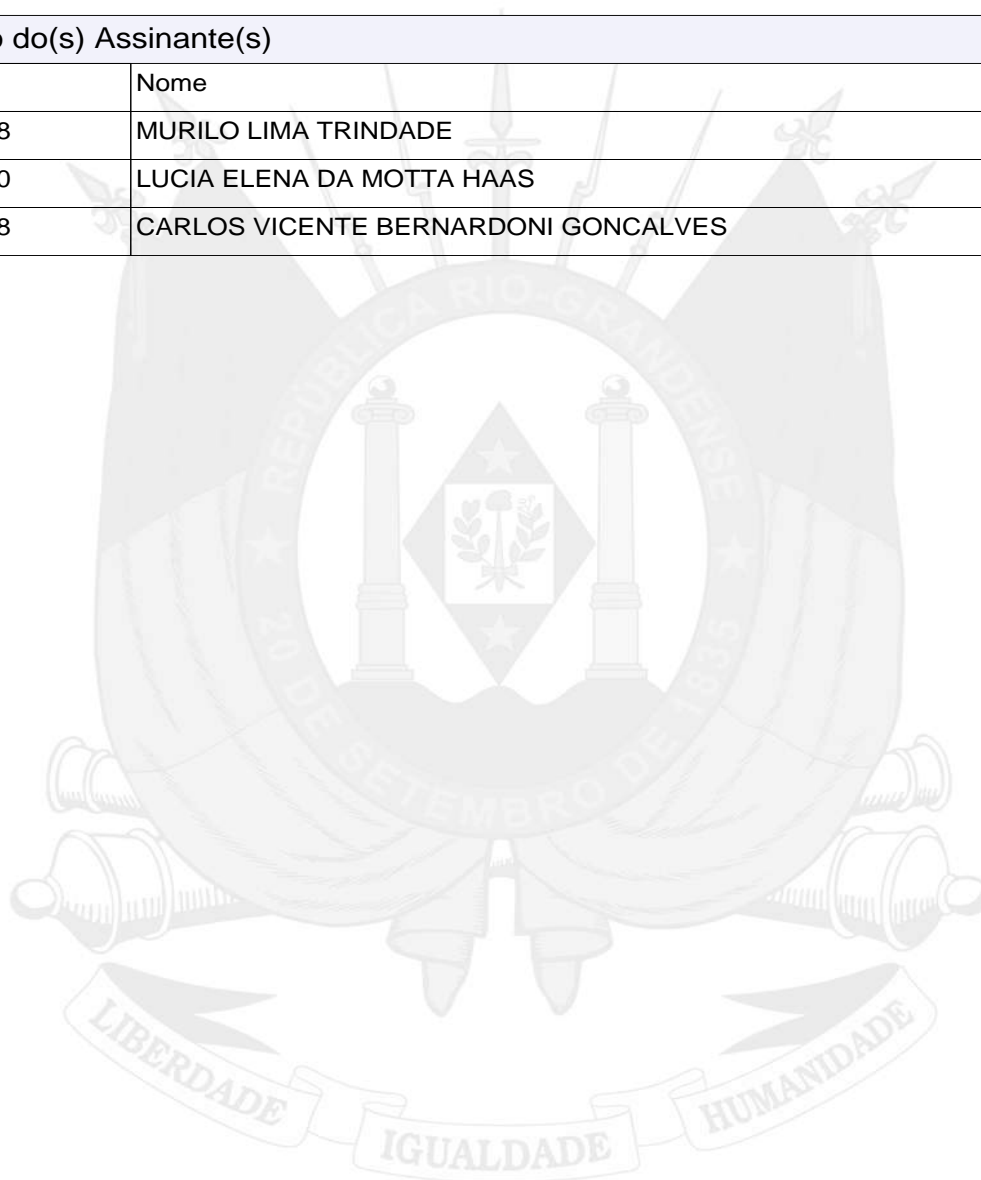 o do(s) Assinante(s)
Nome
8 MURILO LIMA TRINDADE
0 LUCIA ELENA DA MOTTA HAAS
8 CARLOS VICENTE BERNARDONI GONCALVES
REPÚBLICA RIO-GRANDENSE
20 DE SETEMBRO DE 1835
LIBERDADE IGUALDADE HUMANIDADE